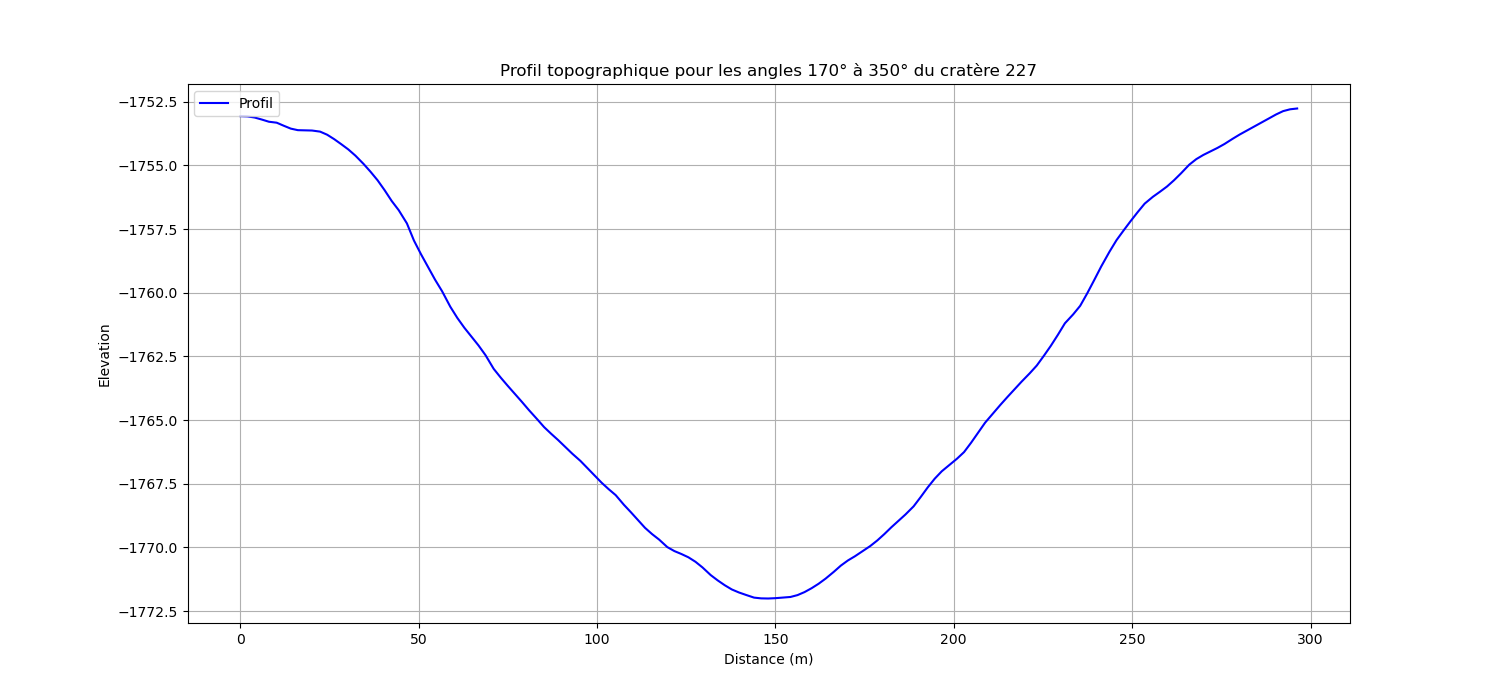 Profil topographique pour les angles 170° à 350° du cratère 227
Profil
−1752.5
−1755.0
−1757.5
−1760.0
−1762.5
−1765.0
−1767.5
−1770.0
−1772.5
Elevation
0 50 100 150 200 250 300
Distance (m)